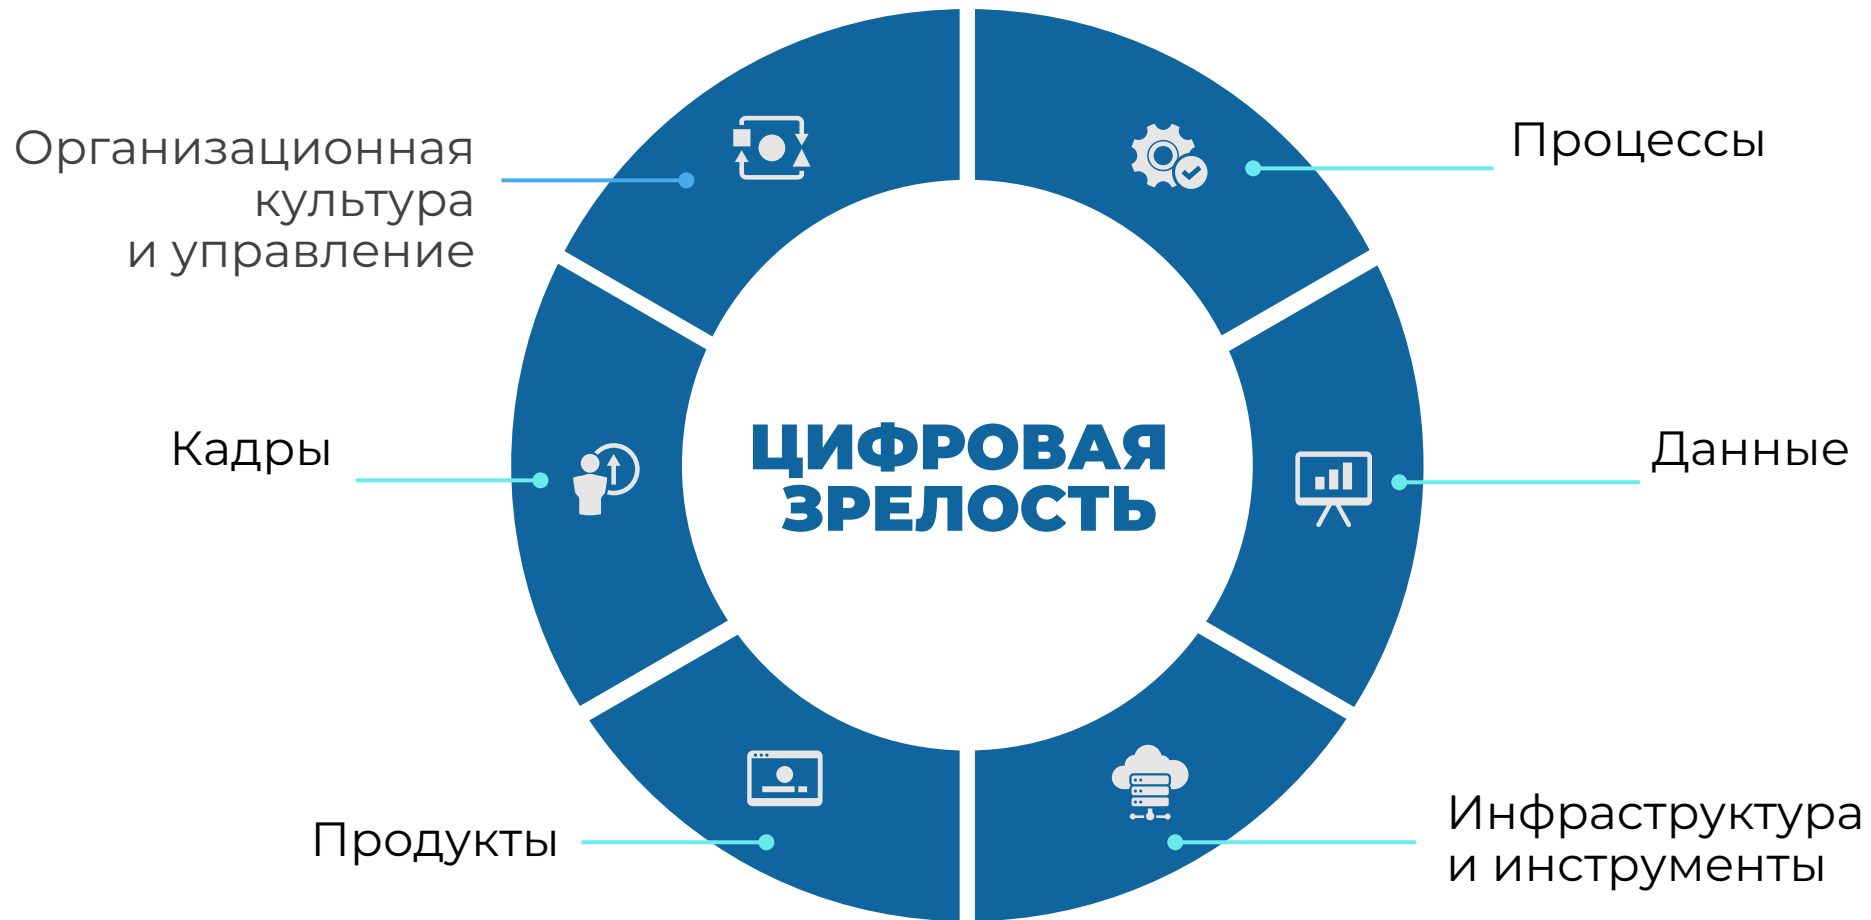 Организационная
культура
и управление
Процессы
Кадры
ЦИФРОВАЯ
ЗРЕЛОСТЬ
Данные
Продукты
Инфраструктура
и инструменты